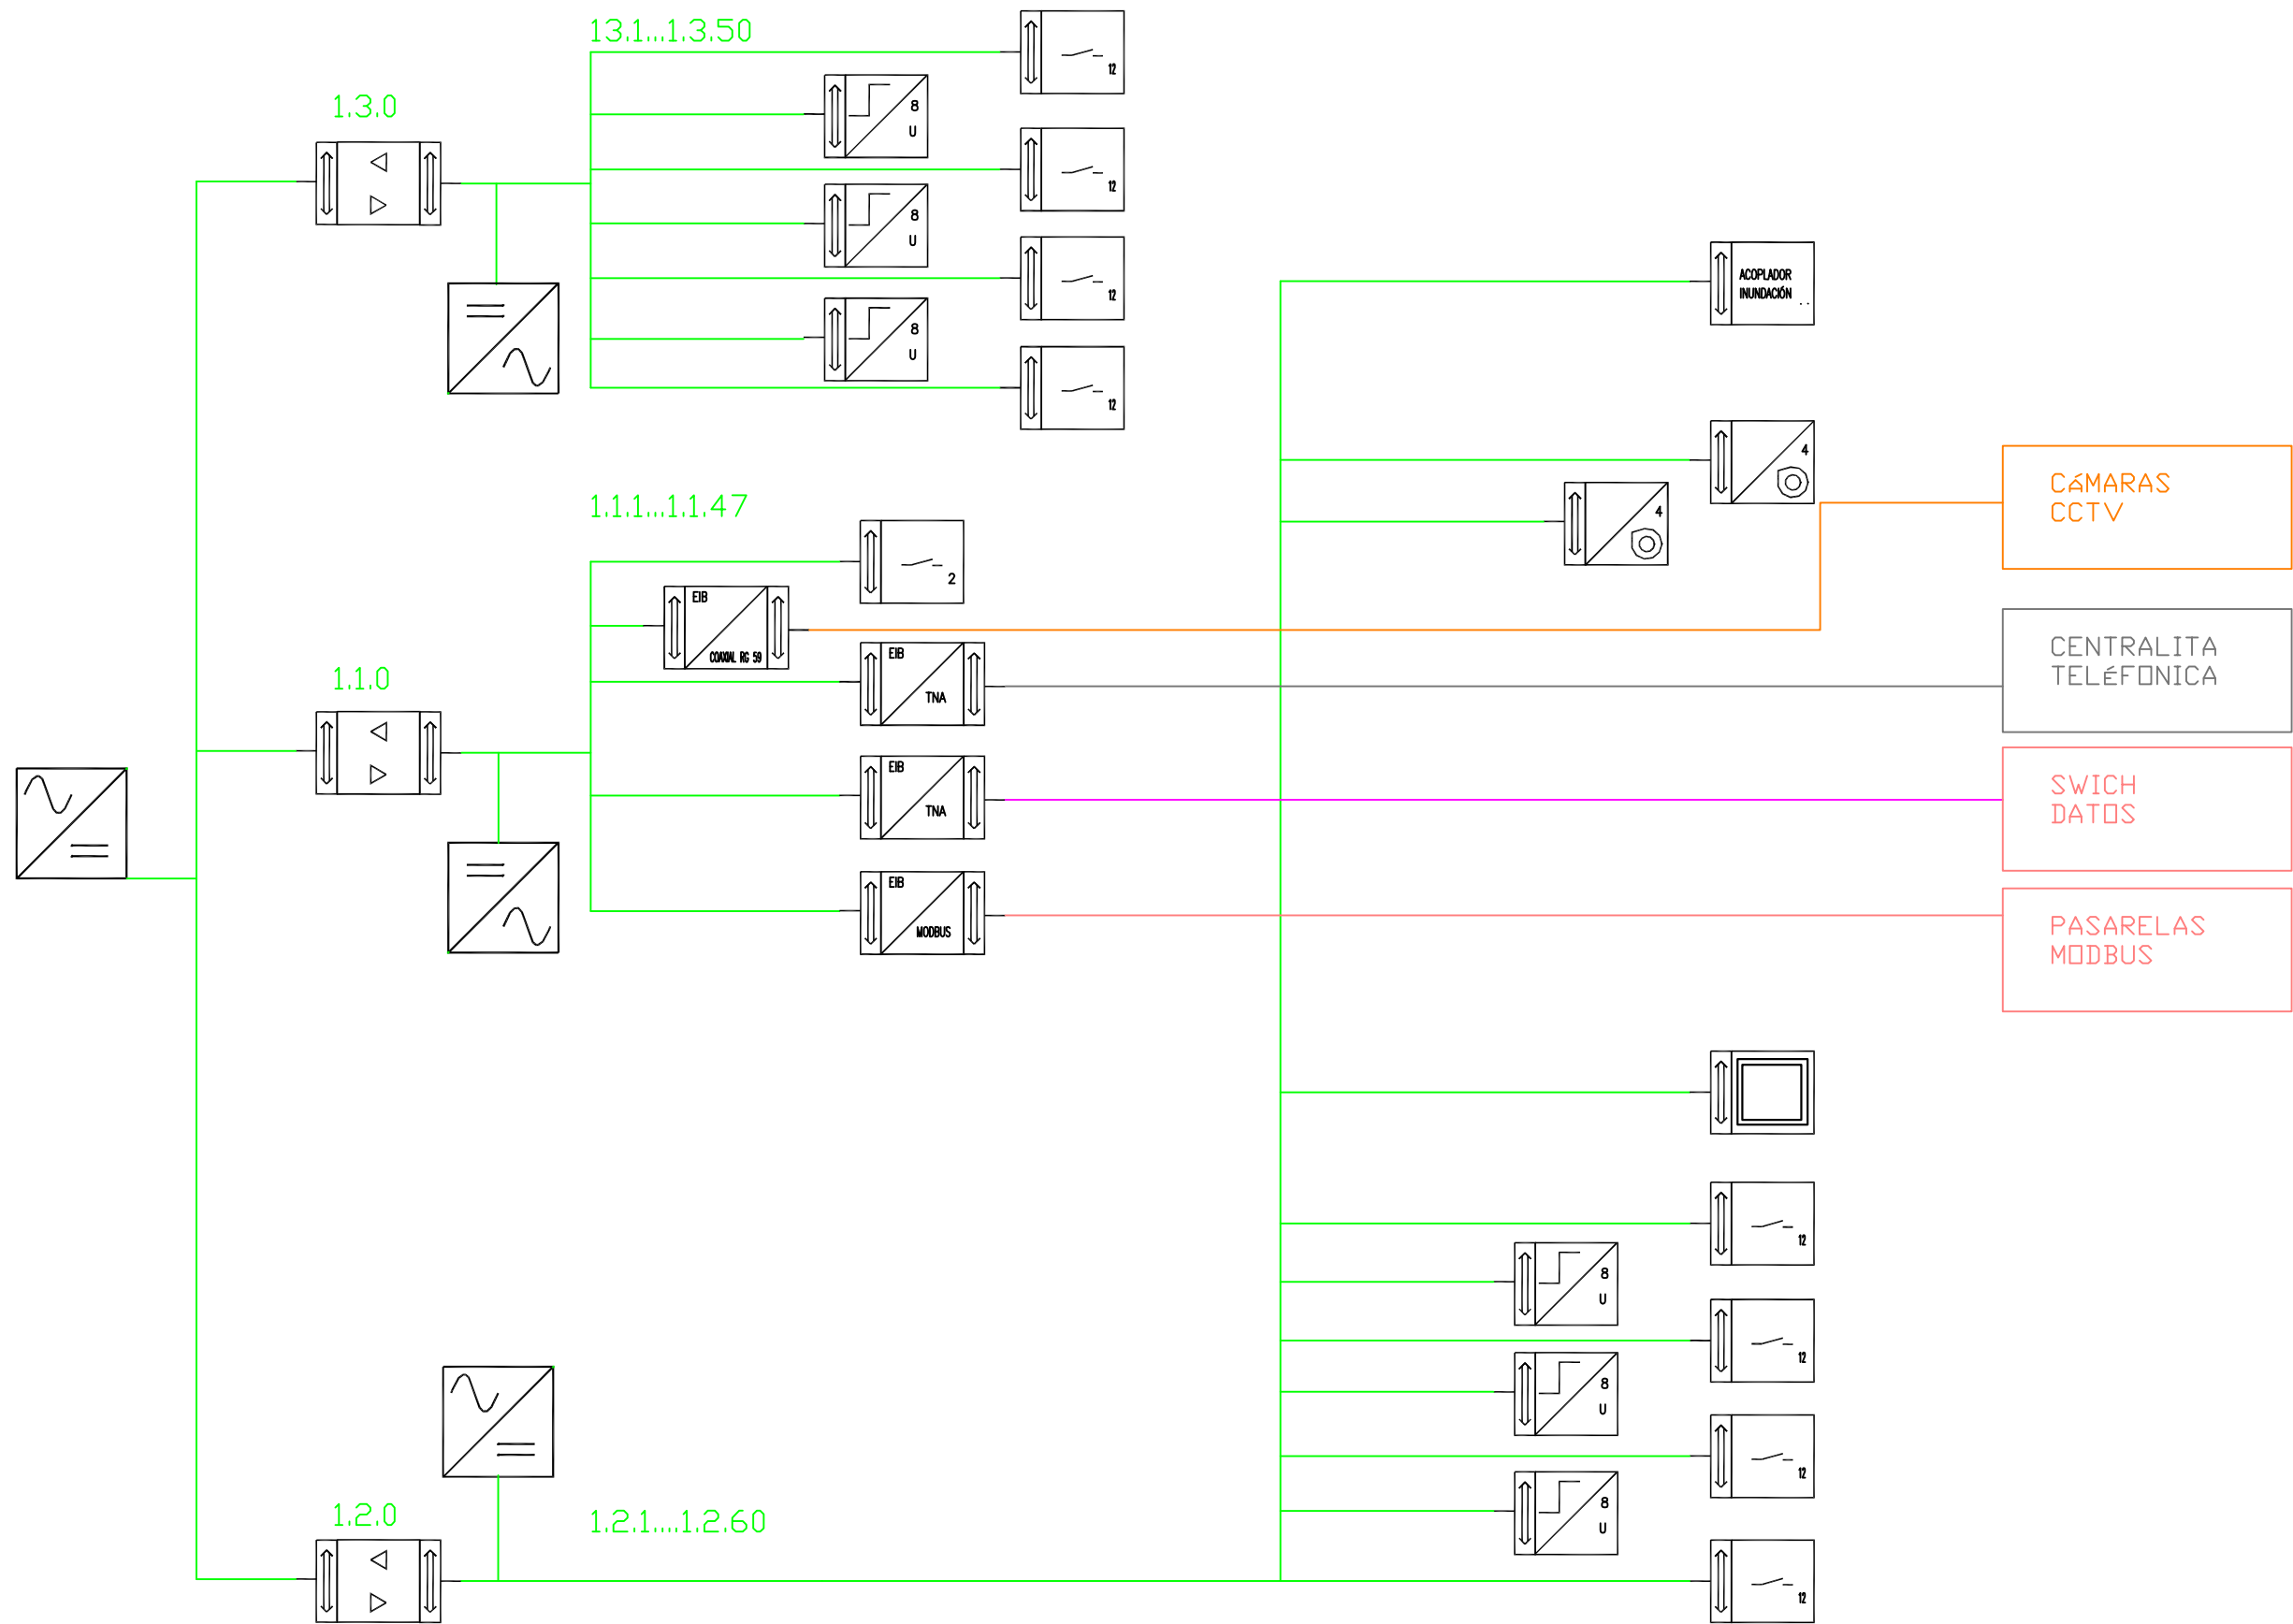 13.1...1.3.50
12
1.3.0
8
U
12
8
U
12
ACOPLADOR
INUNDACIÓN
8
U
12
4
CÁMARAS
CCTV
1.1.1...1.1.47
4
2
EIB
COAXIAL RG 59
CENTRALITA
TELÉFONICA
EIB
TNA
1.1.0
SWICH
DATOS
EIB
TNA
EIB
MODBUS
PASARELAS
MODBUS
12
8
U
12
8
U
12
8
U
1.2.0
1.2.1....1.2.60
12